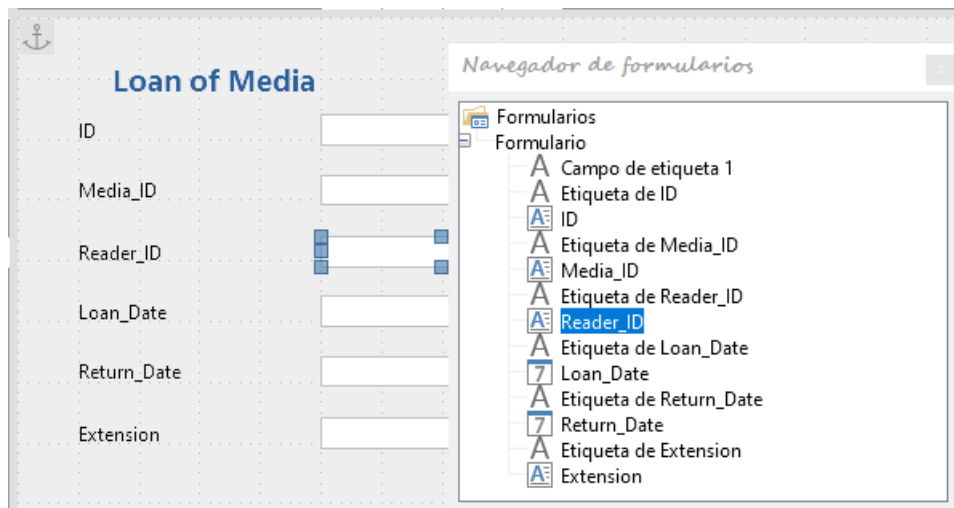 Loan of Media
ID
Media_ID
Reader_ID
Loan_Date
Return_Date
Extension
Navegador de formularios
x
Formularios
Formulario
Campo de etiqueta 1
Etiqueta de ID
ID
Etiqueta de Media_ID
Media_ID
Etiqueta de Reader_ID
Reader_ID
Etiqueta de Loan_Date
Loan_Date
Etiqueta de Return_Date
Return_Date
Etiqueta de Extension
Extension